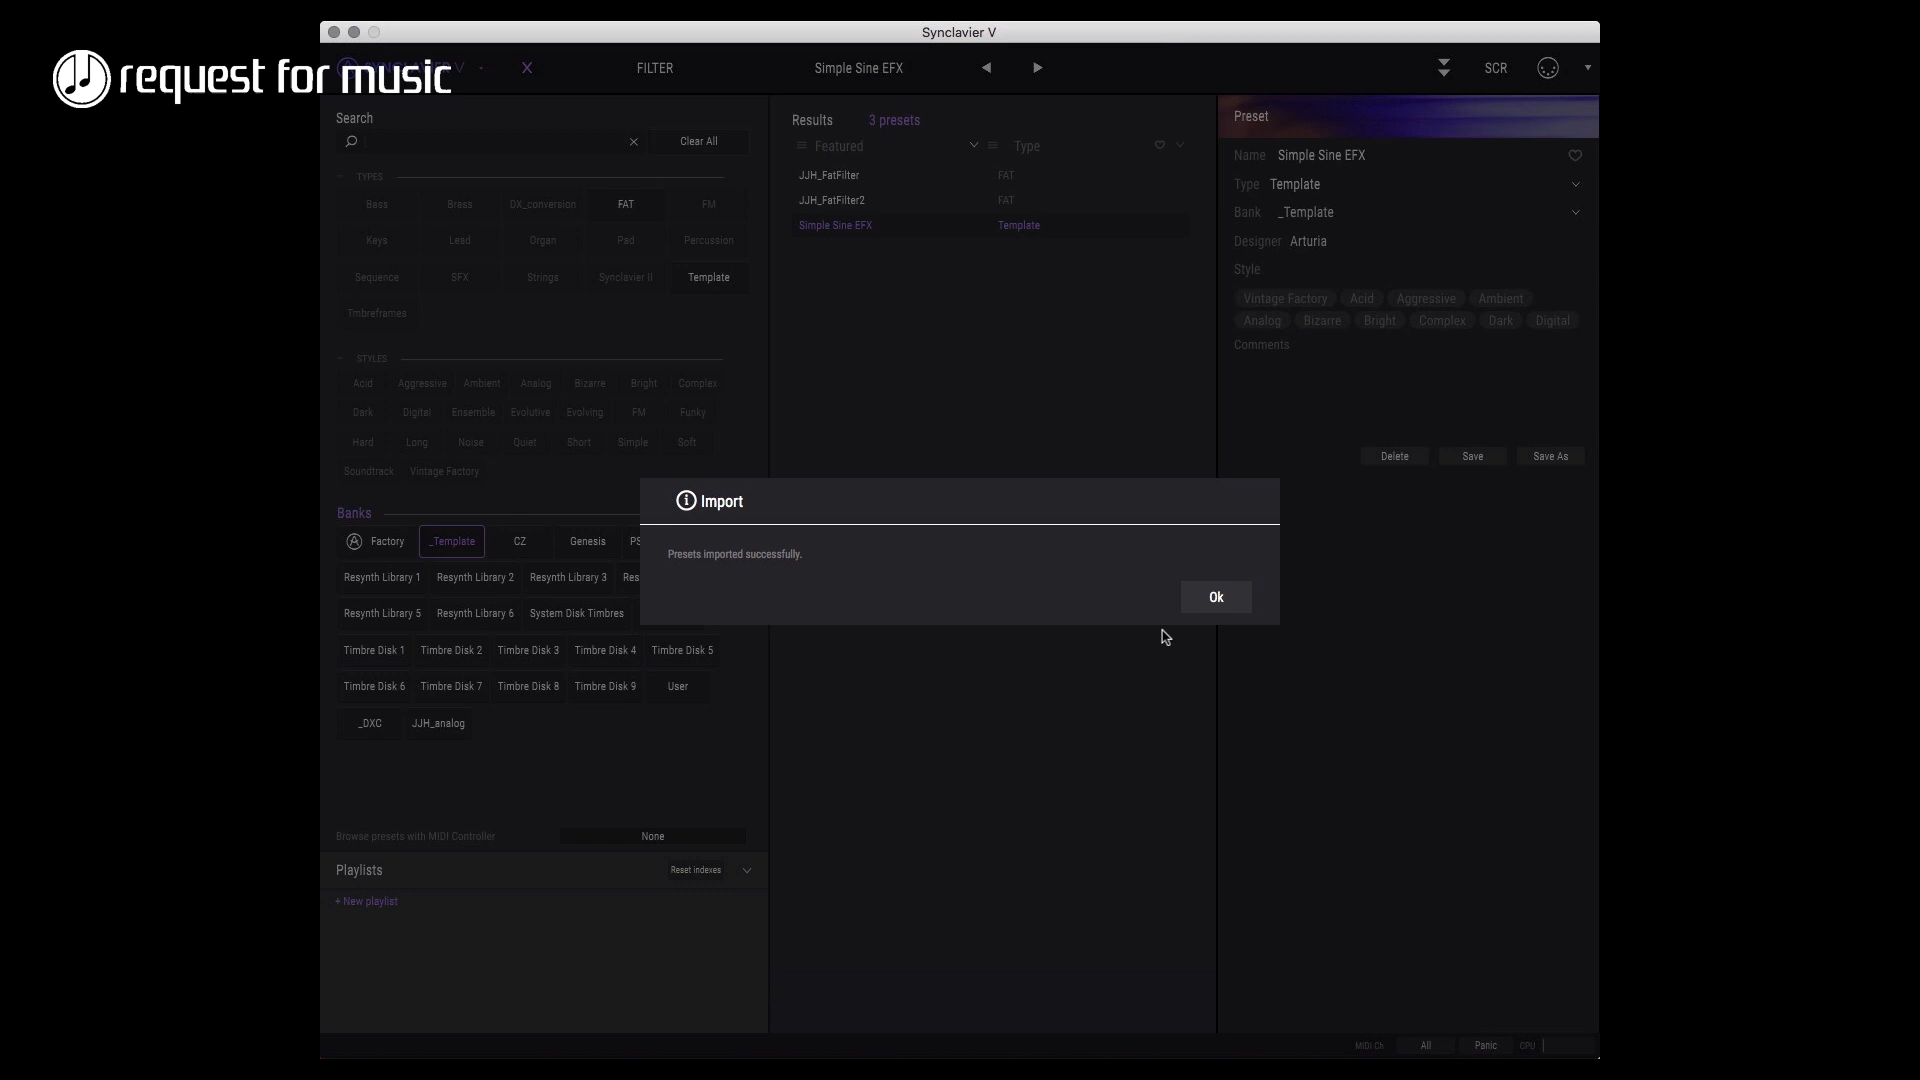 Synclavier V
request for music
X
FILTER
Simple Sine EFX
SCR
Search
Clear All
TYPES
Bass Brass DX_conversion FAT FM
Keys Lead Organ Pad Percussion
Sequence SFX Strings Synclavier II Template
Tmbreframes
STYLES
Acid Aggressive Ambient Analog Bizarre Bright Complex
Dark Digital Ensemble Evolutive Evolving FM Funky
Hard Long Noise Quiet Short Simple Soft
Soundtrack Vintage Factory
Banks
Factory _Template CZ Genesis
Resynth Library 1 Resynth Library 2 Resynth Library 3
Resynth Library 5 Resynth Library 6 System Disk Timbres
Timbre Disk 1 Timbre Disk 2 Timbre Disk 3 Timbre Disk 4 Timbre Disk 5
Timbre Disk 6 Timbre Disk 7 Timbre Disk 8 Timbre Disk 9 User
_DXC JJH_analog
Browse presets with MIDI Controller None
Playlists Reset indexes
+ New playlist
Results 3 presets
Featured Type
JJH_FatFilter FAT
JJH_FatFilter2 FAT
Simple Sine EFX Template
Preset
Name Simple Sine EFX
Type Template
Bank _Template
Designer Arturia
Style
Vintage Factory Acid Aggressive Ambient
Analog Bizarre Bright Complex Dark Digital
Comments
Delete Save Save As
Import
Presets imported successfully.
Ok
MIDI Ch All Panic CPU